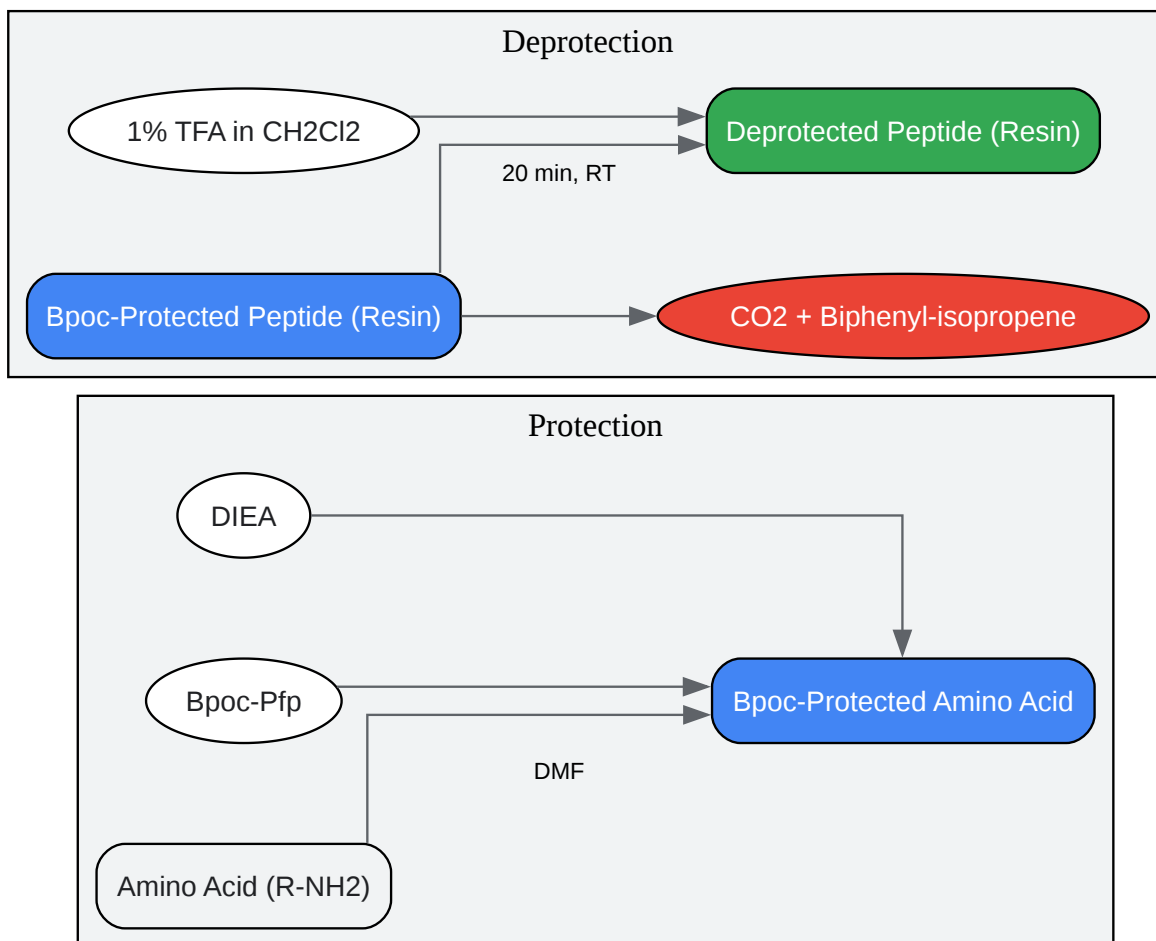 Deprotection
1% TFA in CH2Cl2
Deprotected Peptide (Resin)
20 min, RT
Bpoc-Protected Peptide (Resin)
CO2 + Biphenyl-isopropene
Protection
DIEA
Bpoc-Pfp
Bpoc-Protected Amino Acid
DMF
Amino Acid (R-NH2)